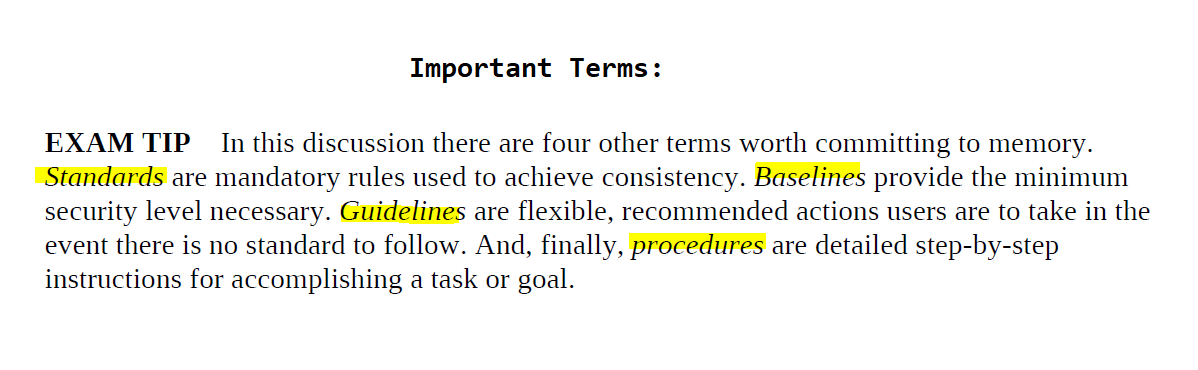 Important Terms:
EXAM TIP In this discussion there are four other terms worth committing to memory.
Standards are mandatory rules used to achieve consistency. Baselines provide the minimum
security level necessary. Guidelines are flexible, recommended actions users are to take in the
event there is no standard to follow. And, finally, procedures are detailed step-by-step
instructions for accomplishing a task or goal.